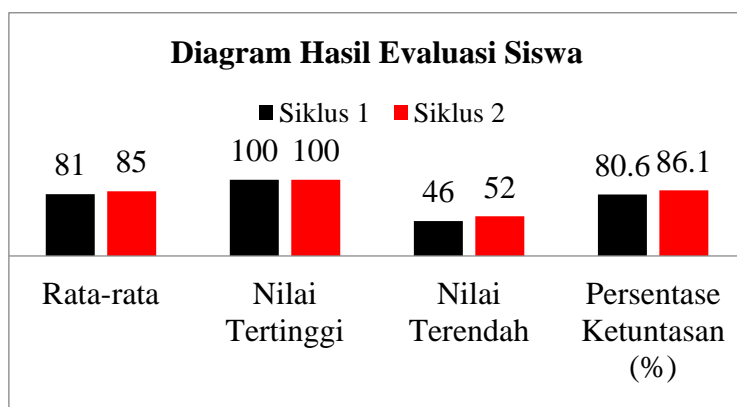 Diagram Hasil Evaluasi Siswa
Siklus 1 Siklus 2
81 85 100 100 46 52 80.6 86.1
Rata-rata Nilai Nilai Persentase
Tertinggi Terendah Ketuntasan
(%)